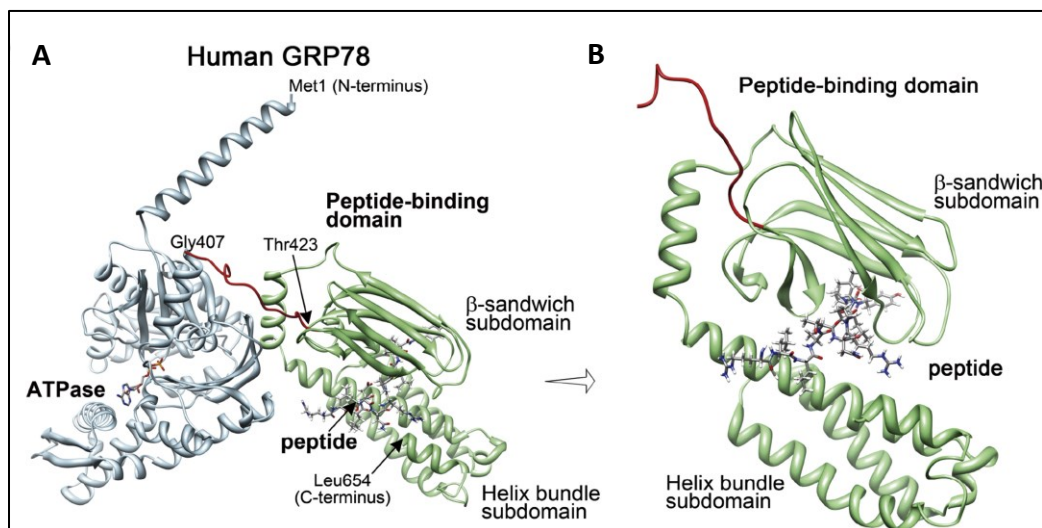 A
Human GRP78
Met1 (N-terminus)
Gly407
Thr423
Peptide-binding
domain
β-sandwich
subdomain
ATPase
peptide
Leu654
(C-terminus)
Helix bundle
subdomain
B
Peptide-binding domain
β-sandwich
subdomain
peptide
Helix bundle
subdomain